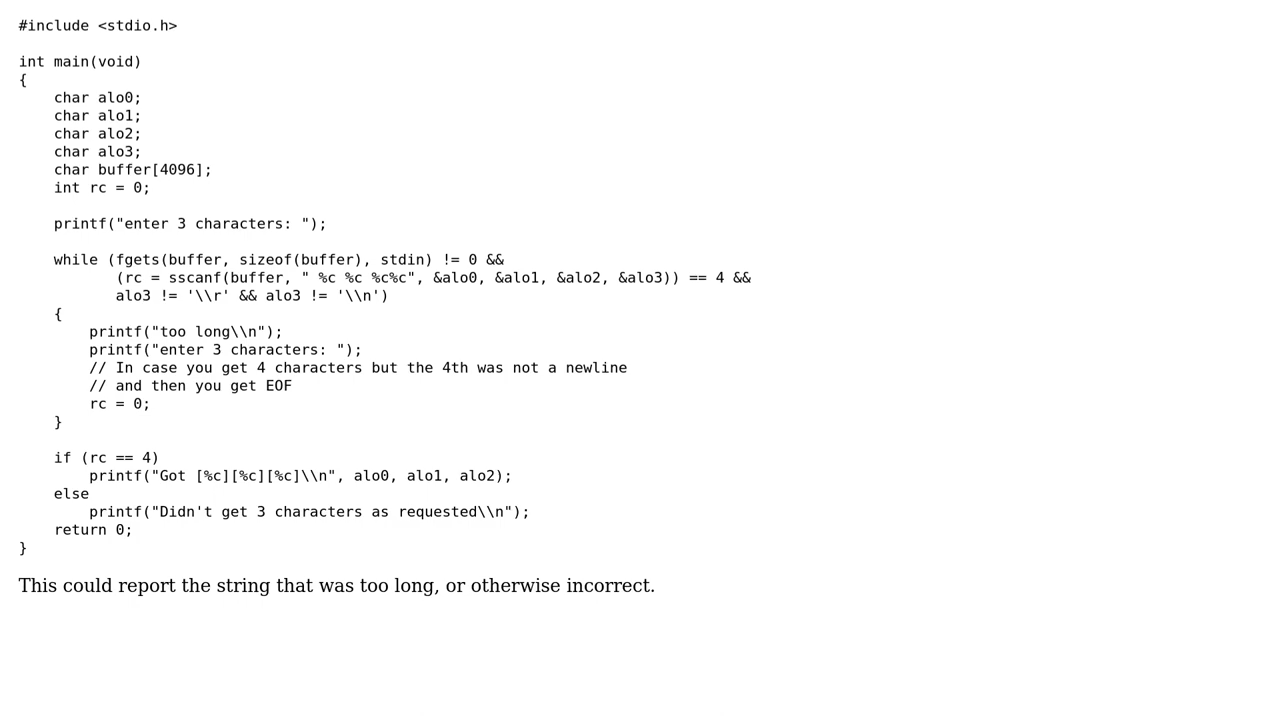 #include <stdio.h>

int main(void)
{
    char alo0;
    char alo1;
    char alo2;
    char alo3;
    char buffer[4096];
    int rc = 0;

    printf("enter 3 characters: ");

    while (fgets(buffer, sizeof(buffer), stdin) != 0 &&
           (rc = sscanf(buffer, " %c %c %c%c", &alo0, &alo1, &alo2, &alo3)) == 4 &&
           alo3 != '\\r' && alo3 != '\\n')
    {
        printf("too long\\n");
        printf("enter 3 characters: ");
        // In case you get 4 characters but the 4th was not a newline
        // and then you get EOF
        rc = 0;
    }

    if (rc == 4)
        printf("Got [%c][%c][%c]\\n", alo0, alo1, alo2);
    else
        printf("Didn't get 3 characters as requested\\n");
    return 0;
}
This could report the string that was too long, or otherwise incorrect.